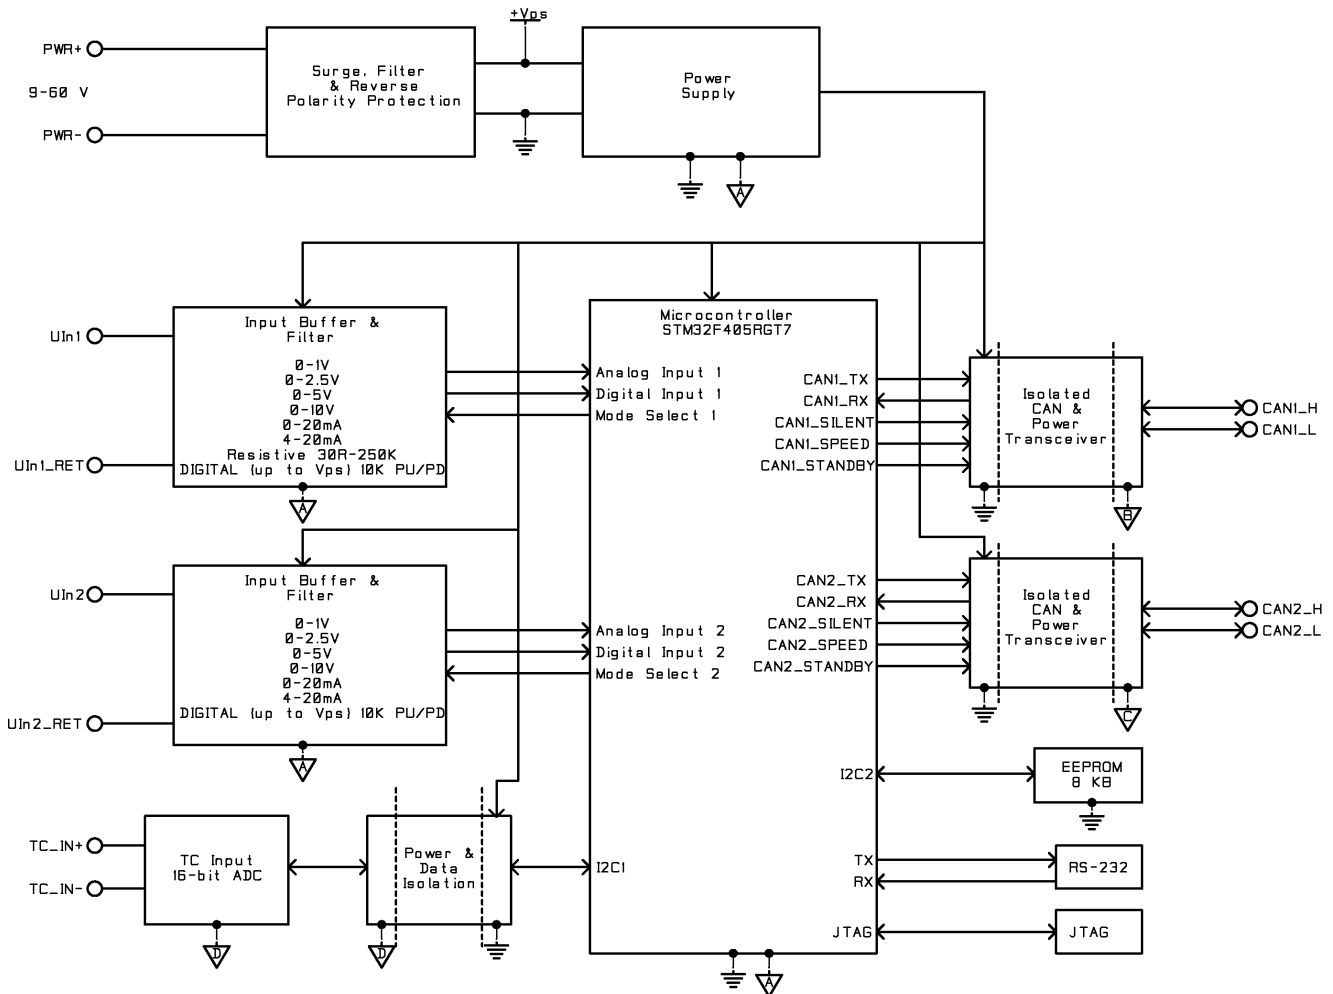 +Vps
PWR+
9-60 V
PWR-
Surge, Filter
& Reverse
Polarity Protection
Power
Supply
A
UIn1
UIn1_RET
Input Buffer &
Filter
0-1V
0-2.5V
0-5V
0-10V
0-20mA
4-20mA
Resistive 30R-250K
DIGITAL (up to Vps) 10K PU/PD
A
Microcontroller
STM32F405RGT7
Analog Input 1
Digital Input 1
Mode Select 1
CAN1_TX
CAN1_RX
CAN1_SILENT
CAN1_SPEED
CAN1_STANDBY
Isolated
CAN &
Power
Transceiver
CAN1_H
CAN1_L
B
UIn2
UIn2_RET
Input Buffer &
Filter
0-1V
0-2.5V
0-5V
0-10V
0-20mA
4-20mA
DIGITAL (up to Vps) 10K PU/PD
A
Analog Input 2
Digital Input 2
Mode Select 2
CAN2_TX
CAN2_RX
CAN2_SILENT
CAN2_SPEED
CAN2_STANDBY
Isolated
CAN &
Power
Transceiver
CAN2_H
CAN2_L
C
TC_IN+
TC_IN-
TC Input
16-bit ADC
D
Power &
Data
Isolation
D
I2C1
I2C2
EEPROM
8 KB
TX
RX
RS-232
JTAG
JTAG
A